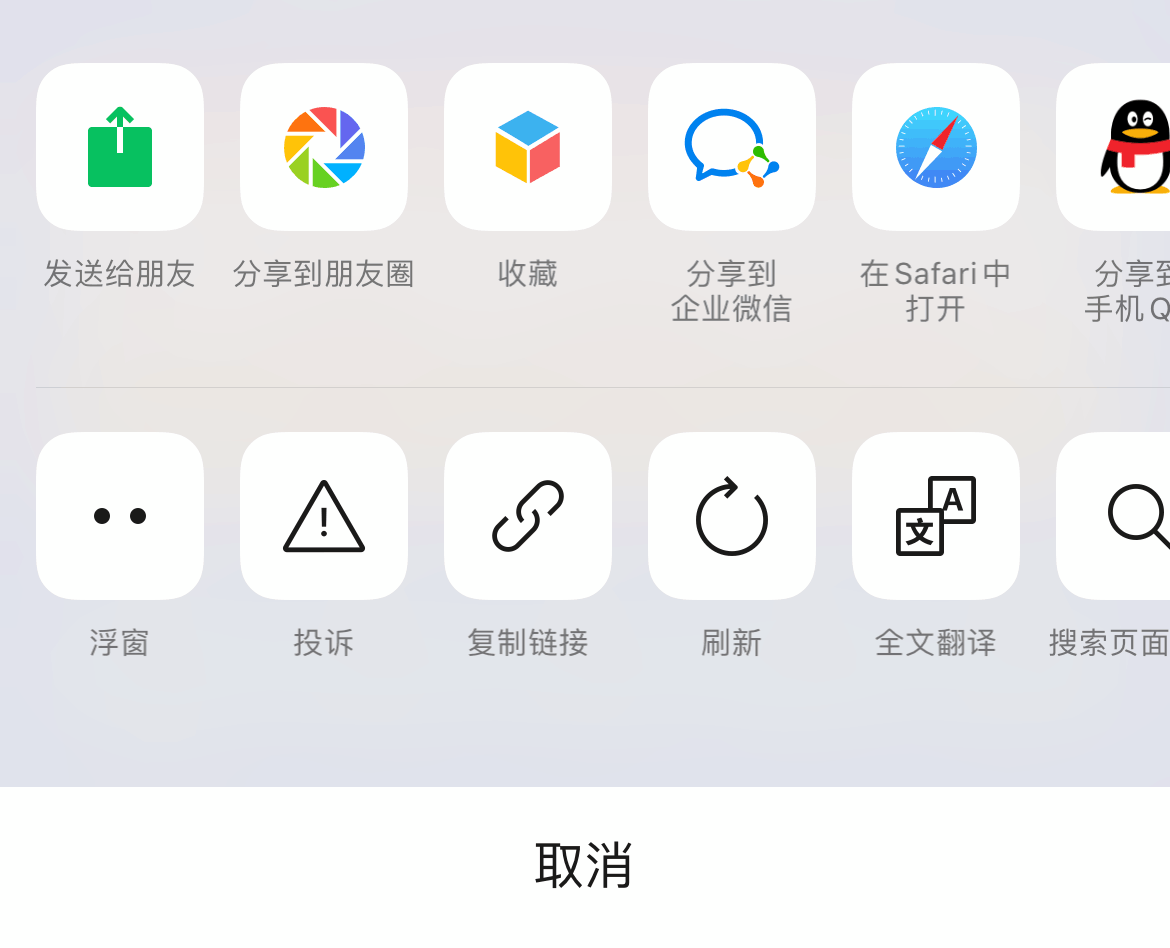 发送给朋友
分享到朋友圈
收藏
分享到
企业微信
在Safari中
打开
分享
手机Q
浮窗
投诉
复制链接
刷新
A
文
全文翻译
搜索页面
取消